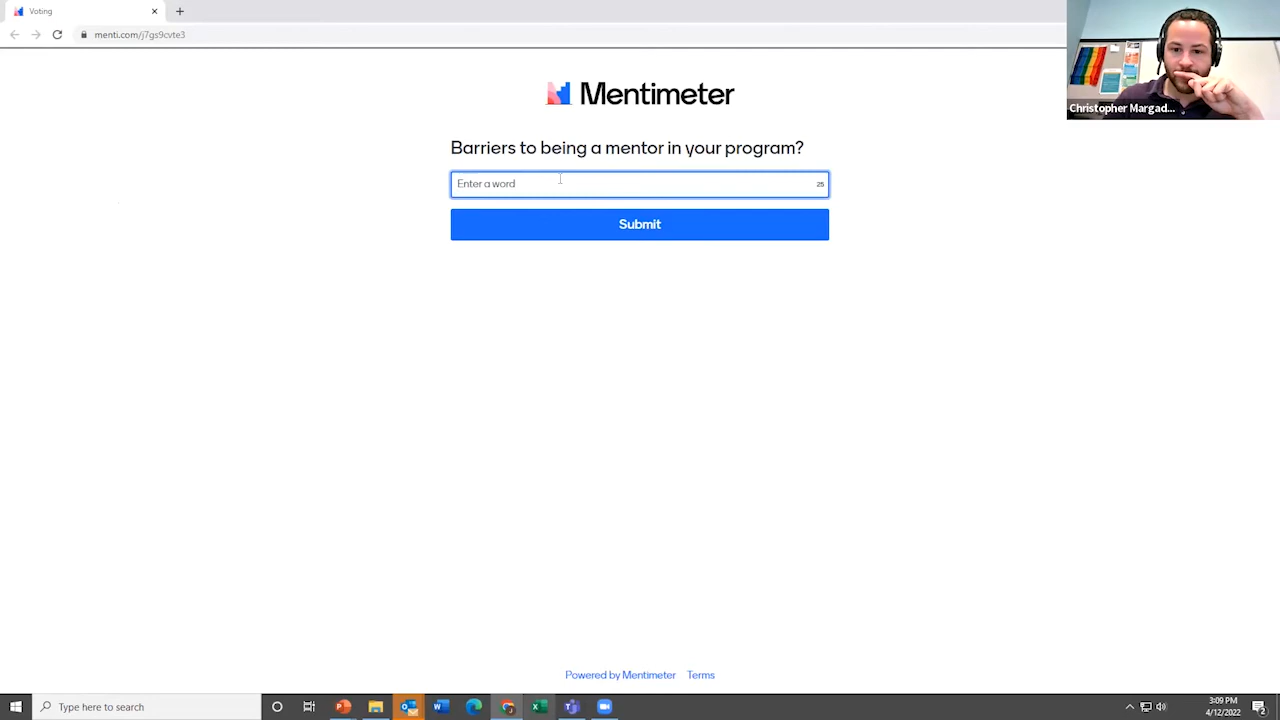 Voting
menti.com/j7gs9cvte3
Christopher Margad...
Mentimeter
Barriers to being a mentor in your program?
Enter a word
25
Submit
Powered by Mentimeter
Terms
Type here to search
3:09 PM
4/12/2022
2